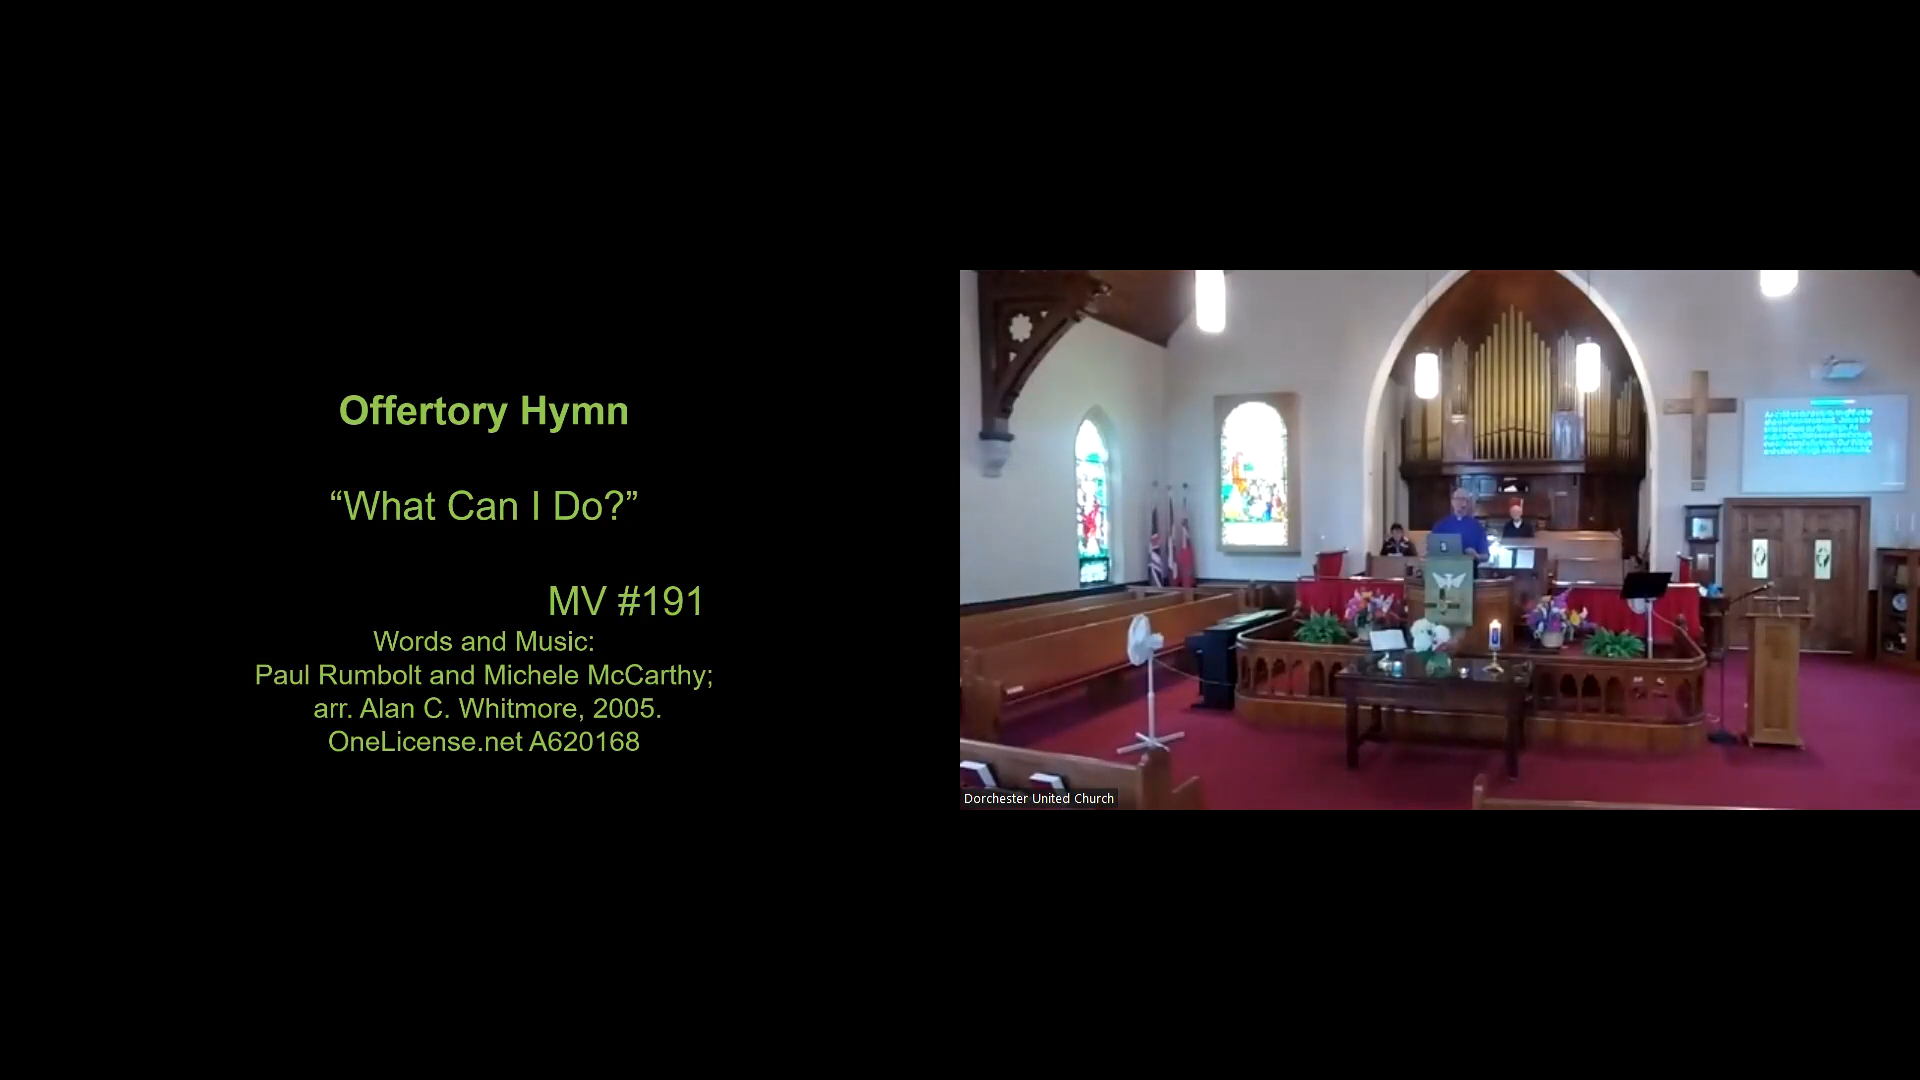 Offertory Hymn
“What Can I Do?”
MV #191
Words and Music:
Paul Rumbolt and Michele McCarthy;
arr. Alan C. Whitmore, 2005.
OneLicense.net A620168
Dorchester United Church